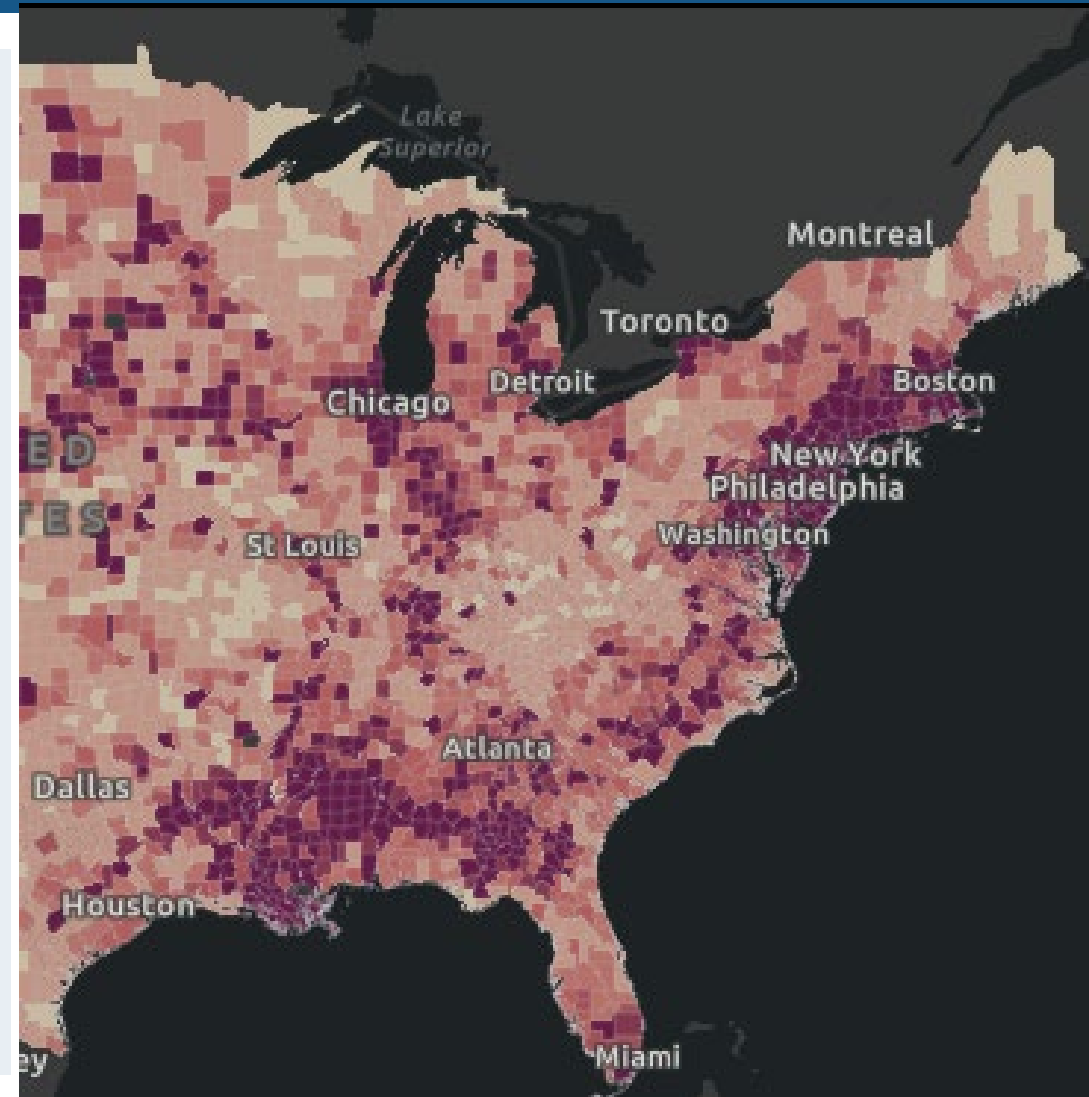 Lake
Superior
Montreal
Toronto
Detroit
Boston
Chicago
ED
New York
Philadelphia
TES
Washington
St Louis
Atlanta
Dallas
Houston
Miami
ey